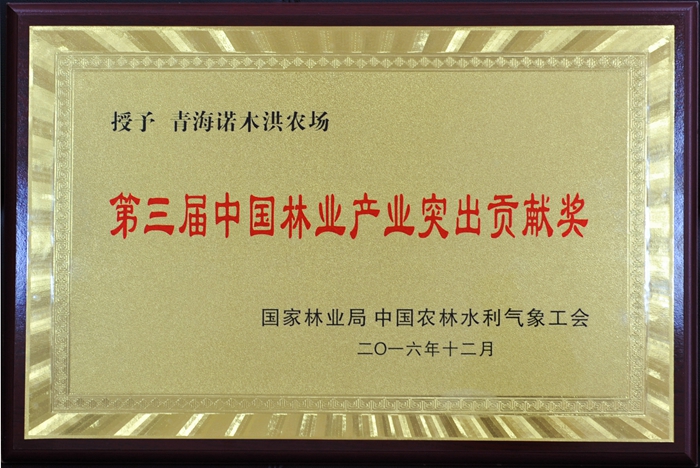 授予 青海诺木洪农场
第三届中国林业产业突出贡献奖
国家林业局 中国农林水利气象工会
二〇一六年十二月